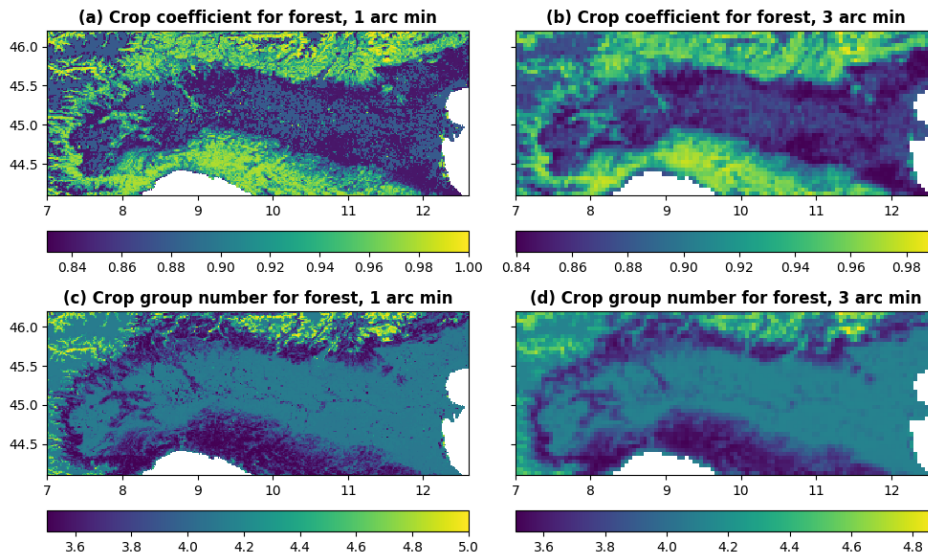 (a) Crop coefficient for forest, 1 arc min
(b) Crop coefficient for forest, 3 arc min
46.0
45.5
45.0
44.5
7 8 9 10 11 12
7 8 9 10 11 12
0.84 0.86 0.88 0.90 0.92 0.94 0.96 0.98 1.00
0.84 0.86 0.88 0.90 0.92 0.94 0.96 0.98
(c) Crop group number for forest, 1 arc min
(d) Crop group number for forest, 3 arc min
46.0
45.5
45.0
44.5
7 8 9 10 11 12
7 8 9 10 11 12
3.6 3.8 4.0 4.2 4.4 4.6 4.8 5.0
3.6 3.8 4.0 4.2 4.4 4.6 4.8